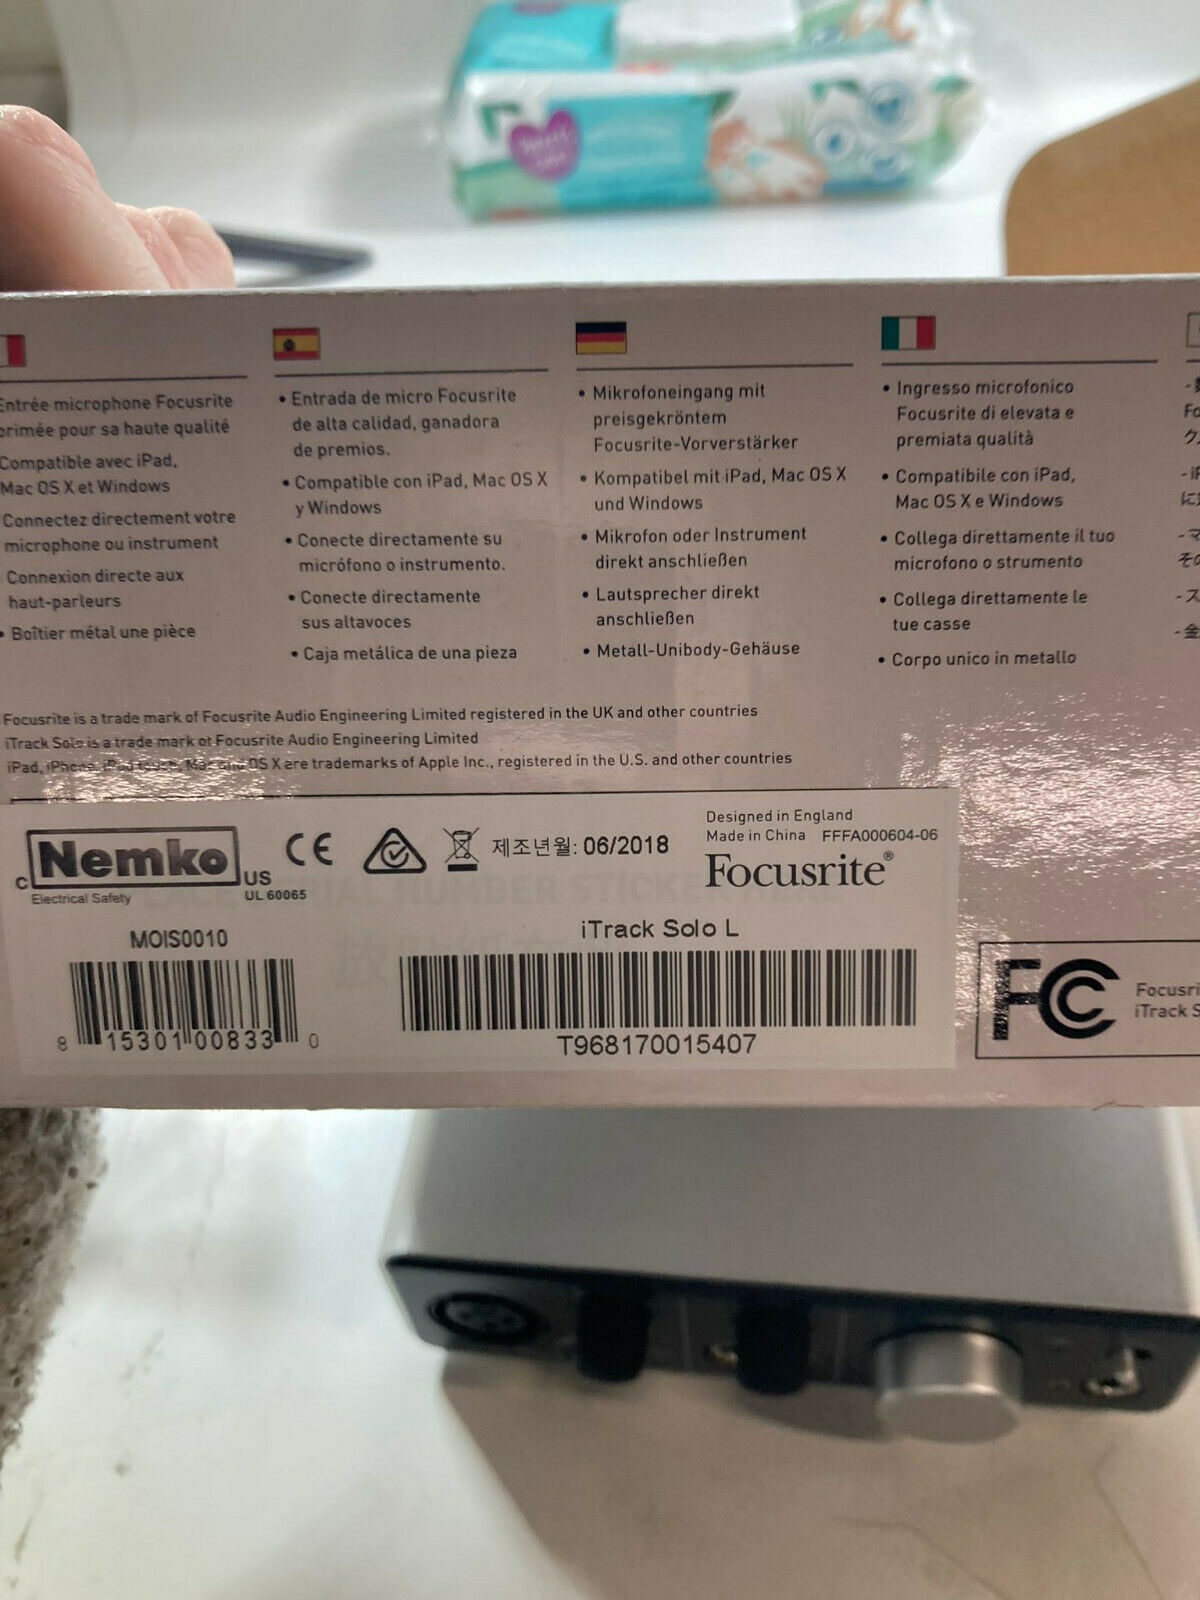 Entrée microphone Focusrite
primée pour sa haute qualité
Compatible avec iPad,
Mac OS X et Windows
Connectez directement votre
microphone ou instrument
Connexion directe aux
haut-parleurs
• Boîtier métal une pièce
• Entrada de micro Focusrite
de alta calidad, ganadora
de premios.
• Compatible con iPad, Mac OS X
y Windows
• Conecte directamente su
micrófono o instrumento.
• Conecte directamente
sus altavoces
• Caja metálica de una pieza
• Mikrofoneingang mit
preisgekröntem
Focusrite-Vorverstärker
• Kompatibel mit iPad, Mac OS X
und Windows
• Mikrofon oder Instrument
direkt anschließen
• Lautsprecher direkt
anschließen
• Metall-Unibody-Gehäuse
• Ingresso microfonico
Focusrite di elevata e
premiata qualità
• Compatibile con iPad,
Mac OS X e Windows
• Collega direttamente il tuo
microfono o strumento
• Collega direttamente le
tue casse
• Corpo unico in metallo
Focusrite is a trade mark of Focusrite Audio Engineering Limited registered in the UK and other countries
iTrack Solo is a trade mark of Focusrite Audio Engineering Limited
iPad, iPhone, iPod touch, Mac and OS X are trademarks of Apple Inc., registered in the U.S. and other countries
c Nemko US
Electrical Safety UL 60065
CE
제조년월: 06/2018
Designed in England
Made in China FFFA000604-06
Focusrite®
MOIS0010
8 15301 00833 0
iTrack Solo L
T968170015407
FC
Focusri
iTrack S